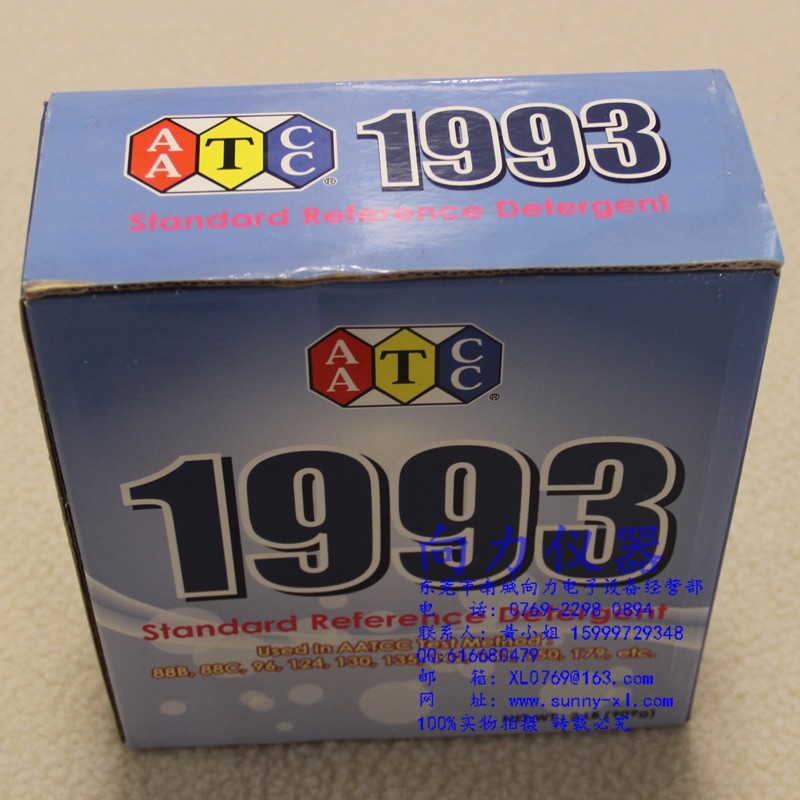 AATCC® 1993
Standard Reference Detergent
AATCC®
1993
向力仪器
东莞市南城向力电子设备经营部
电 话: 0769-2298-0894
Standard Reference Detergent
联系人: 黄小姐 15999729348
Used in AATCC Test Methods
QQ:616680479
88B, 88C, 96, 124, 130, 135, 179, etc.
邮 箱: XL0769@163.com
网 址: www.sunny-xl.com
100%实物拍摄 转载必究